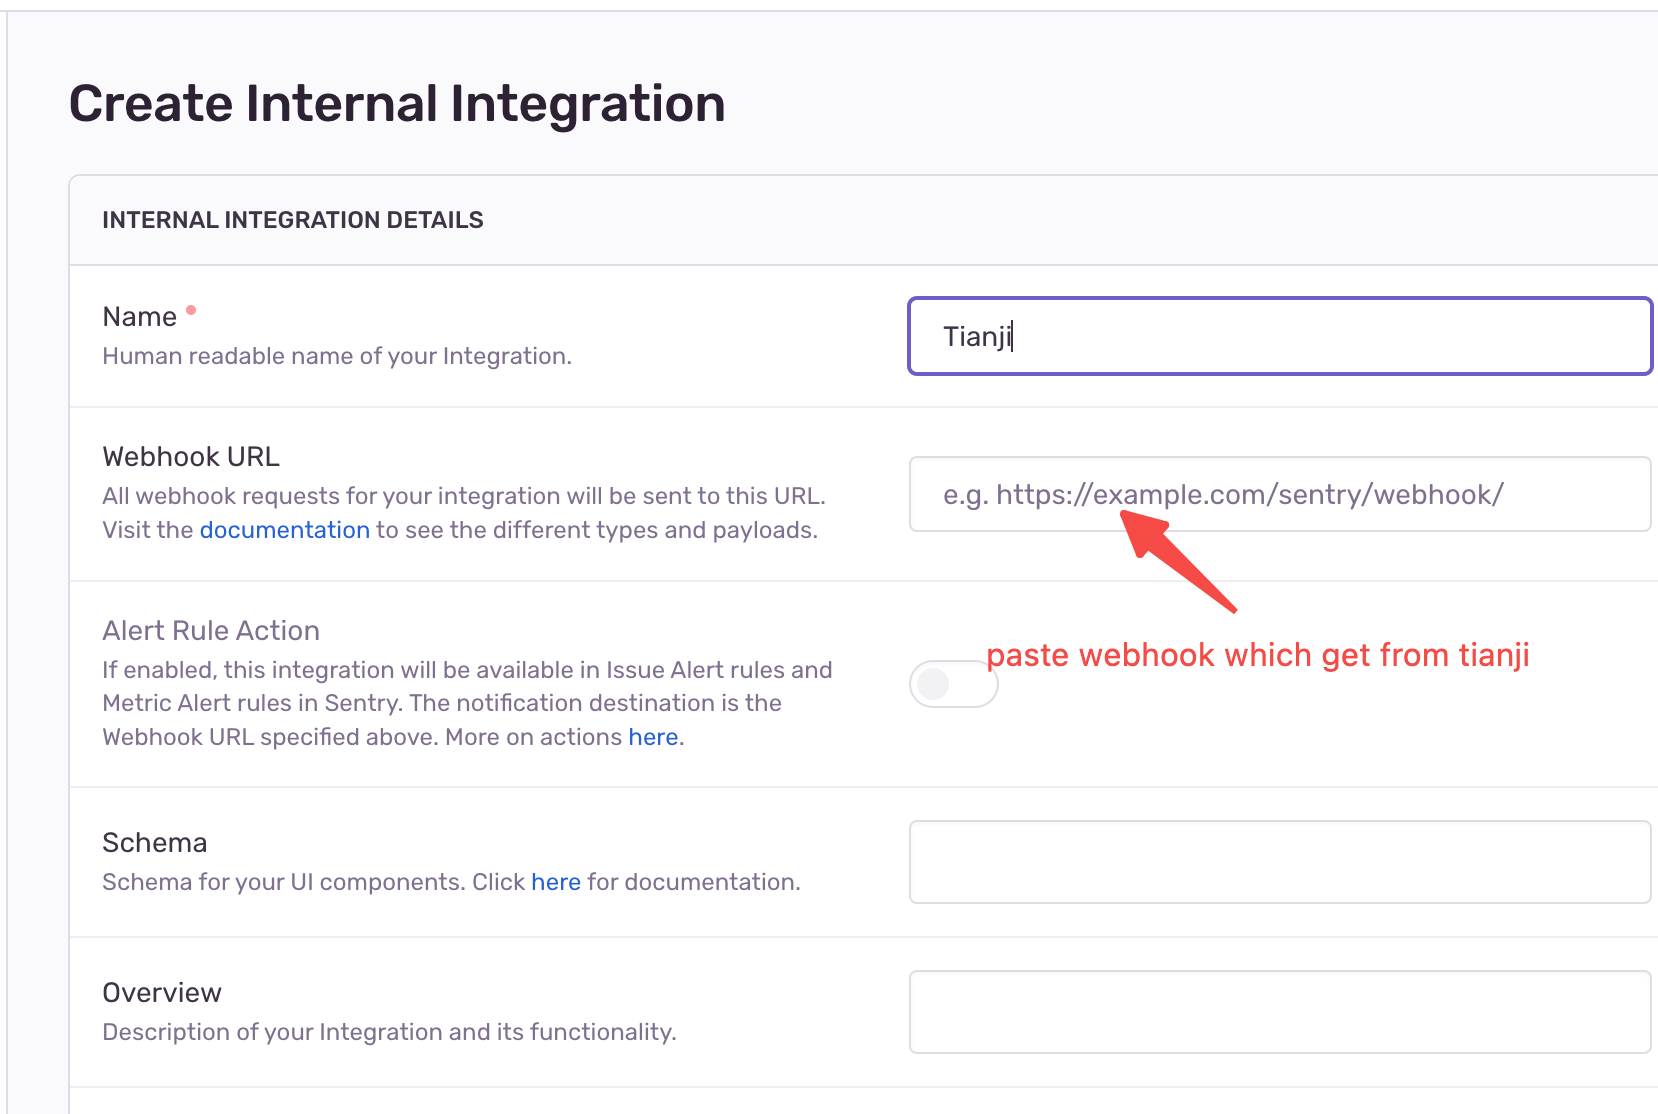 Create Internal Integration
INTERNAL INTEGRATION DETAILS
Name
Human readable name of your Integration.
Tianji
Webhook URL
All webhook requests for your integration will be sent to this URL.
Visit the documentation to see the different types and payloads.
e.g. https://example.com/sentry/webhook/
Alert Rule Action
If enabled, this integration will be available in Issue Alert rules and
Metric Alert rules in Sentry. The notification destination is the
Webhook URL specified above. More on actions here.
paste webhook which get from tianji
Schema
Schema for your UI components. Click here for documentation.
Overview
Description of your Integration and its functionality.